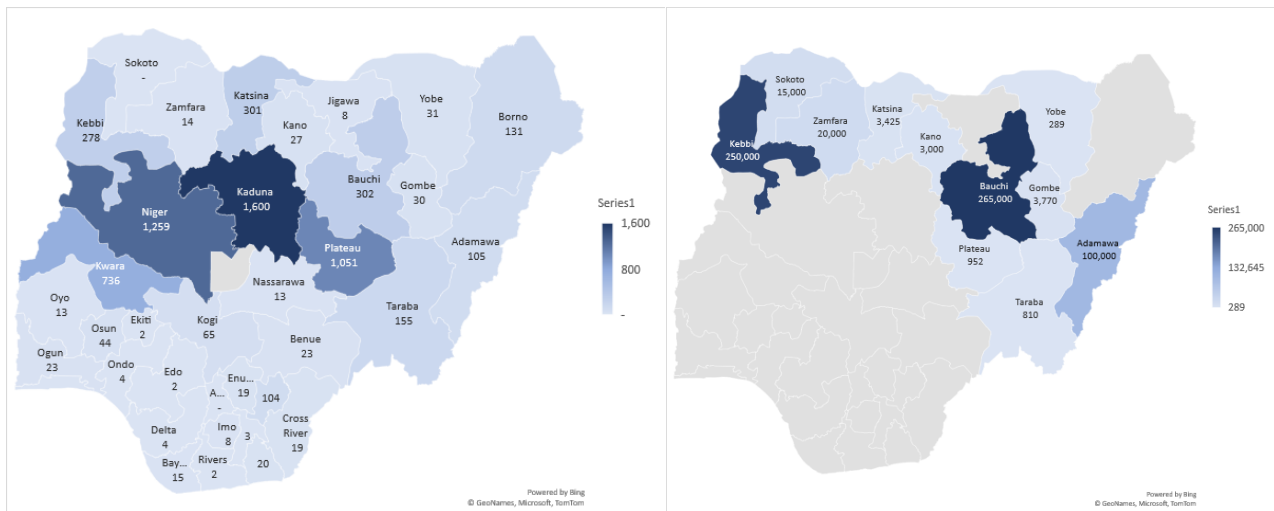 Sokoto
-
Zamfara
14
Katsina
301
Jigawa
8
Yobe
31
Borno
131
Kebbi
278
Kano
27
Kaduna
1,600
Bauchi
302
Gombe
30
Niger
1,259
Plateau
1,051
Adamawa
105
Kwara
736
Nassarawa
13
Taraba
155
Oyo
13
Ekiti
2
Kogi
65
Osun
44
Benue
23
Ogun
23
Ondo
4
Edo
2
Enu...
19
A...
-
104
Delta
4
Imo
8
3
Cross
River
19
Bay...
15
Rivers
2
20
Series1
1,600
800
-
Powered by Bing
© GeoNames, Microsoft, TomTom
Sokoto
15,000
Zamfara
20,000
Katsina
3,425
Kano
3,000
Yobe
289
Kebbi
250,000
Bauchi
265,000
Gombe
3,770
Plateau
952
Adamawa
100,000
Taraba
810
Series1
265,000
132,645
289
Powered by Bing
© GeoNames, Microsoft, TomTom